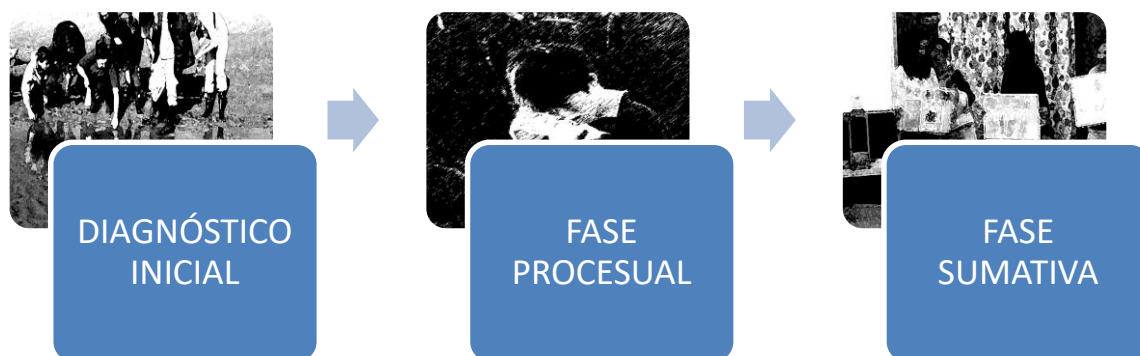 DIAGNÓSTICO
INICIAL
FASE
PROCESUAL
FASE
SUMATIVA